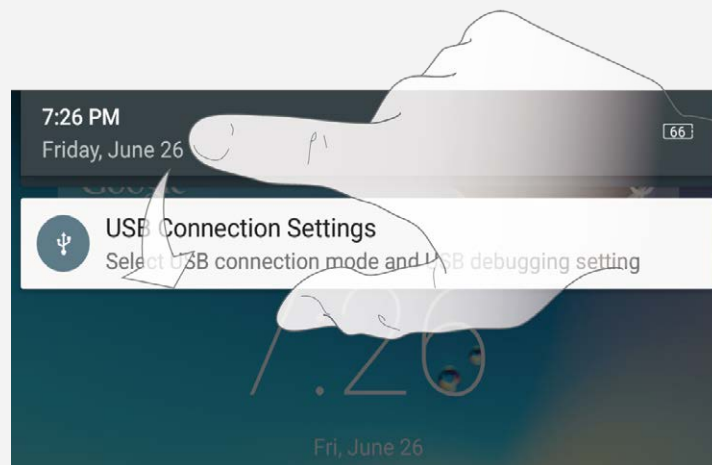 7:26 PM
66
Friday, June 26
Google
USB Connection Settings
Select USB connection mode and USB debugging setting
7:26
Fri, June 26